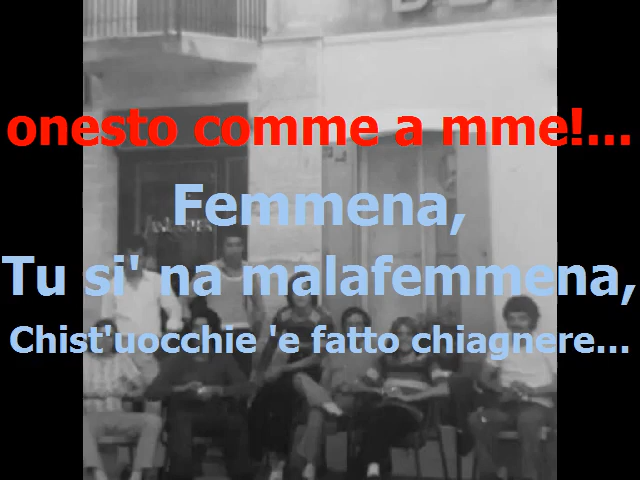 onesto comme a mme!...
Femmena,
Tu si' na malafemmena,
Chist'uocchie 'e fatto chiagnere...